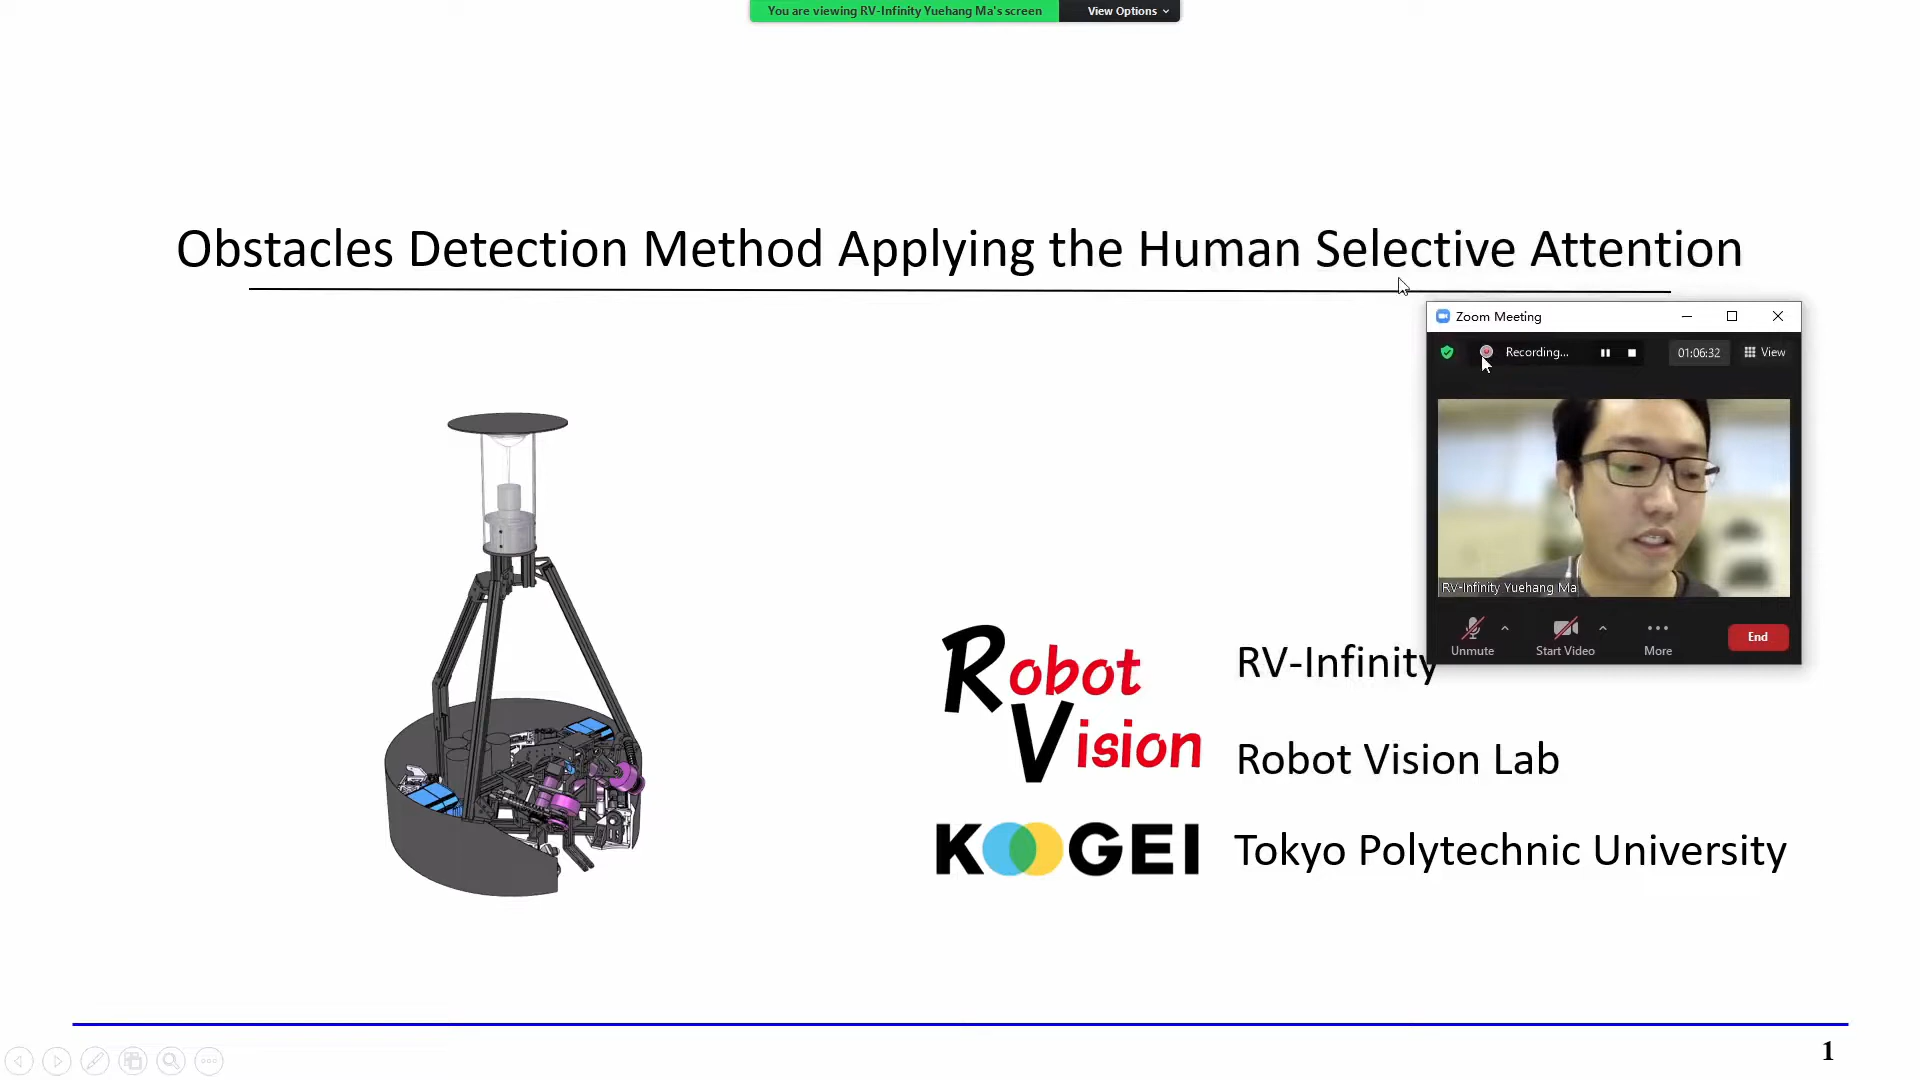 You are viewing RV-Infinity Yuehang Ma's screen View Options
Obstacles Detection Method Applying the Human Selective Attention
Zoom Meeting
Recording...
01:06:32
View
RV-Infinity Yuehang Ma
Unmute
Start Video
More
End
Robot
Vision
RV-Infinity
Robot Vision Lab
KOGEI
Tokyo Polytechnic University
1